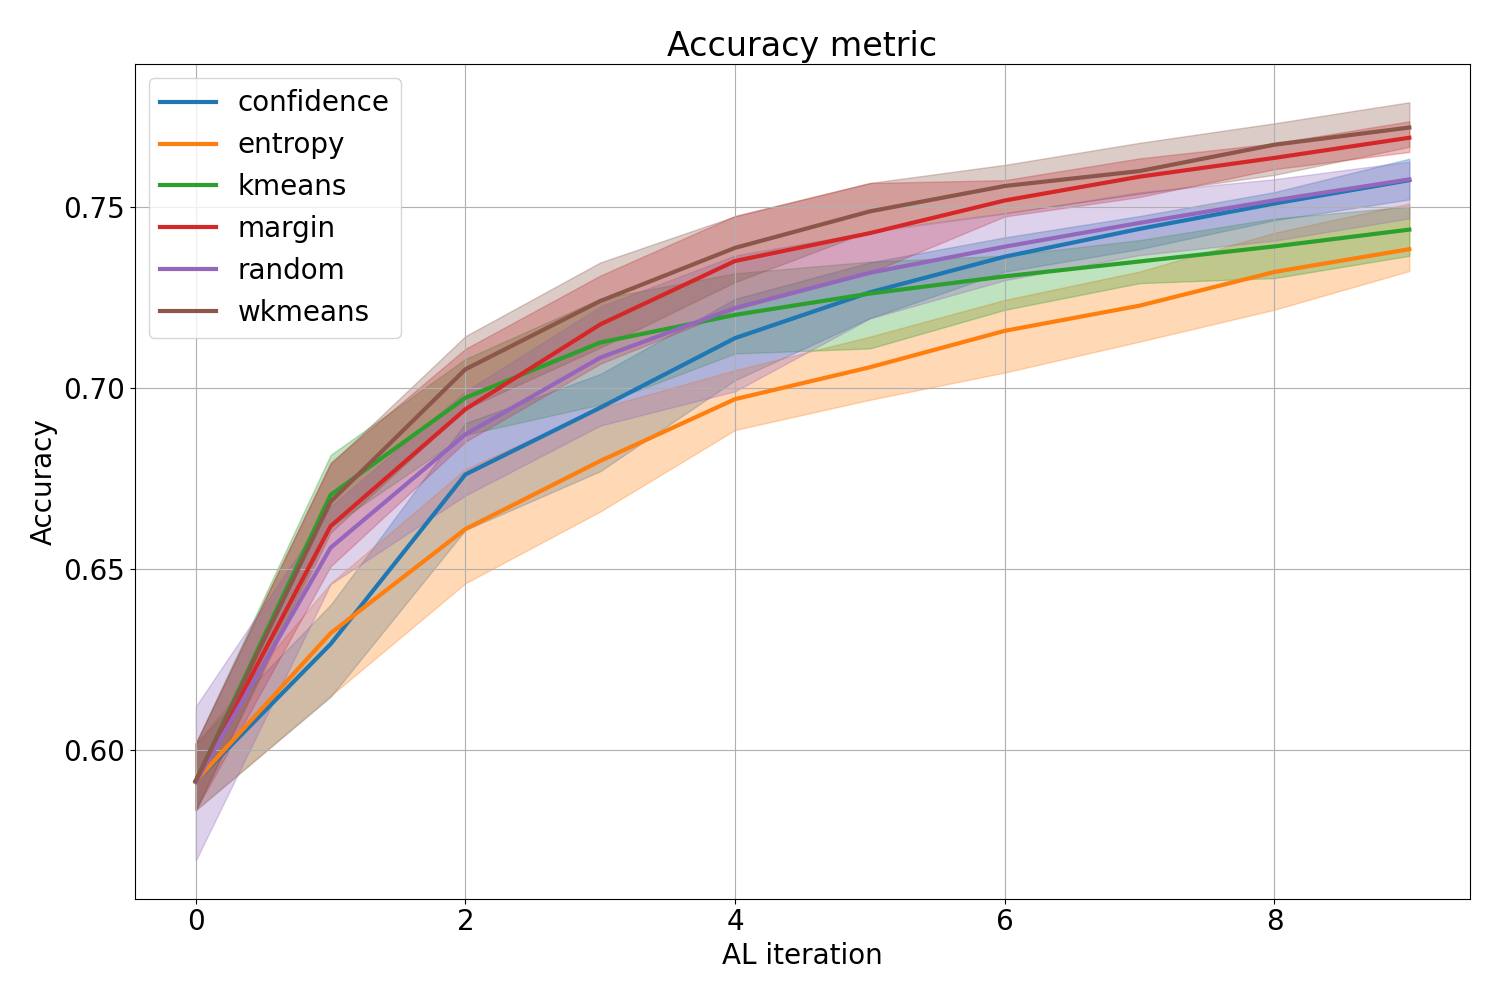 Accuracy metric
confidence
entropy
kmeans
margin
random
wkmeans
0.75
0.70
0.65
0.60
Accuracy
0 2 4 6 8
AL iteration